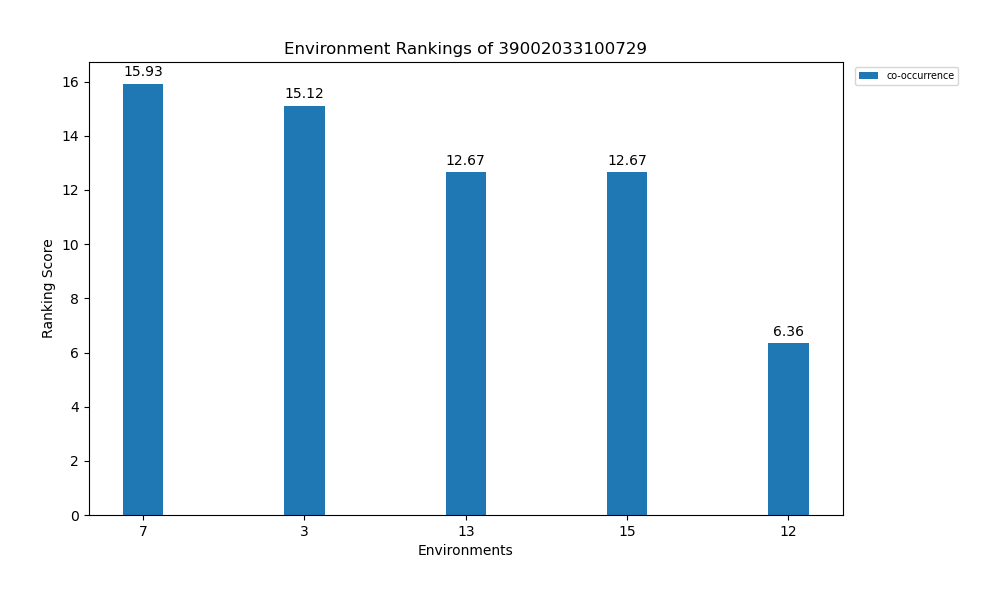 Environment Rankings of 39002033100729
co-occurrence
15.93
15.12
12.67
12.67
6.36
Ranking Score
16
14
12
10
8
6
4
2
0
7 3 13 15 12
Environments